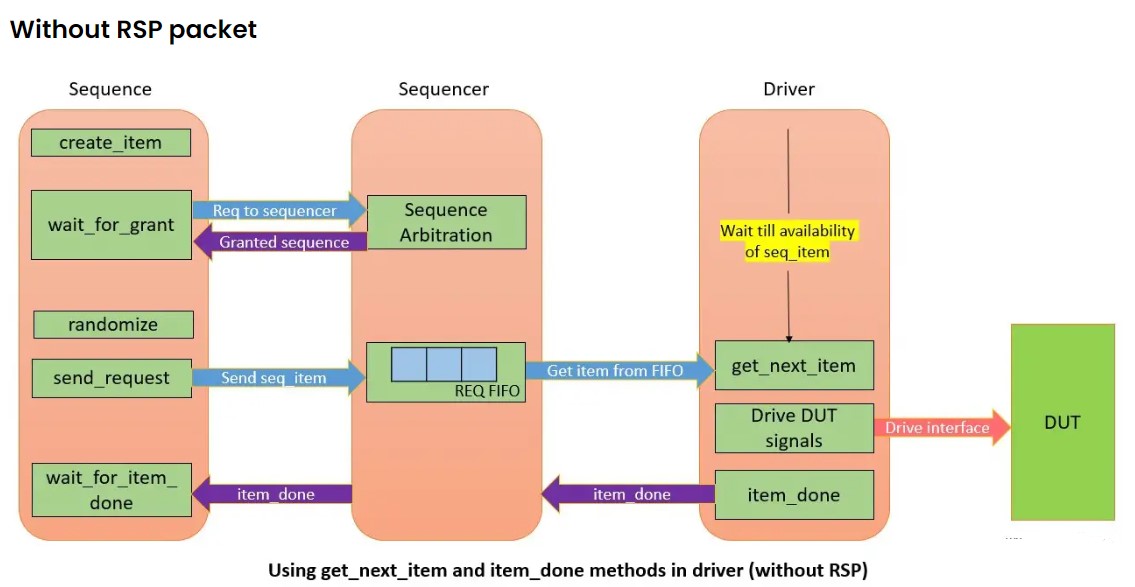 Without RSP packet
Sequence
Sequencer
Driver
create_item
wait_for_grant
Req to sequencer
Granted sequence
Sequence
Arbitration
Wait till availability
of seq_item
randomize
send_request
Send seq_item
REQ FIFO
Get item from FIFO
get_next_item
Drive DUT
signals
Drive interface
DUT
wait_for_item_
done
item_done
item_done
item_done
Using get_next_item and item_done methods in driver (without RSP)